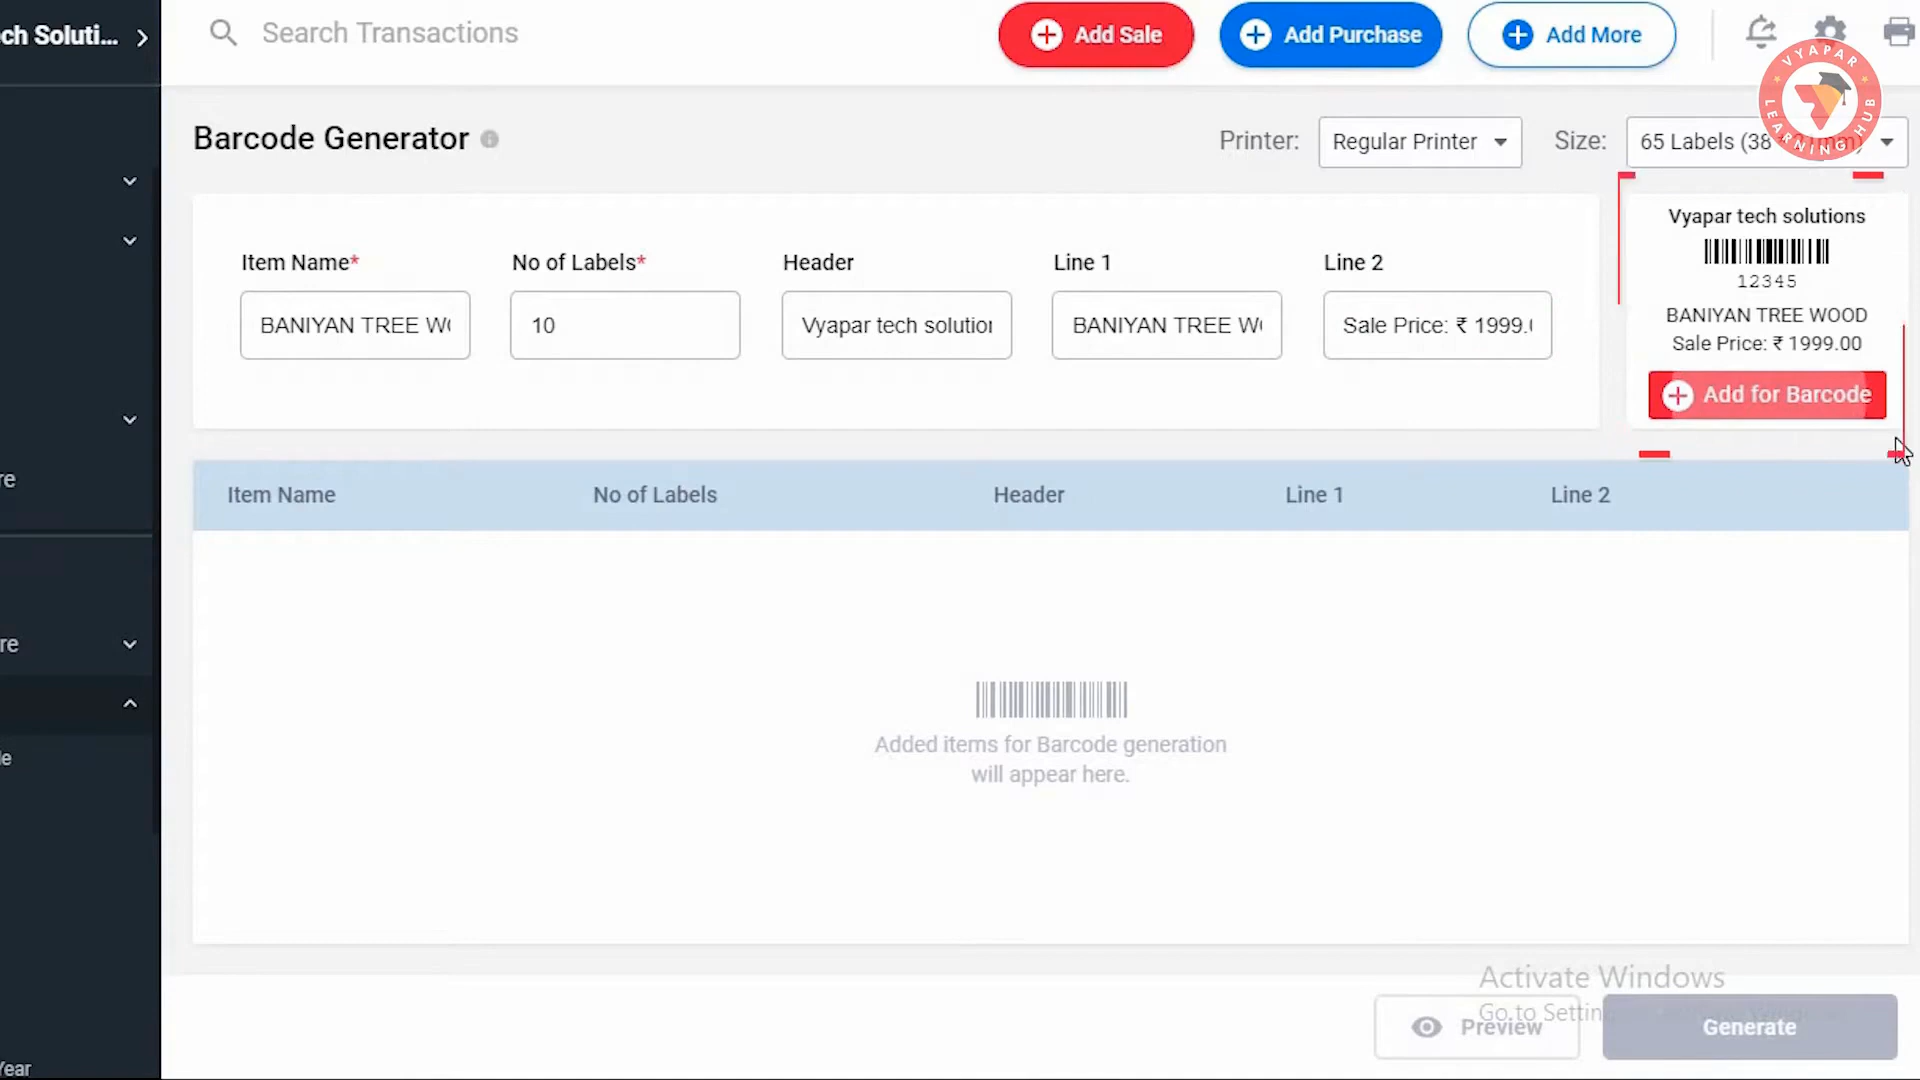 ch Soluti...
Search Transactions
Add Sale
Add Purchase
Add More
VYAPAR LEARNING HUB
Barcode Generator
Printer:
Regular Printer
Size:
65 Labels (38
Item Name*
No of Labels*
Header
Line 1
Line 2
BANIYAN TREE W
10
Vyapar tech solution
BANIYAN TREE W
Sale Price: ₹ 1999.
Vyapar tech solutions
12345
BANIYAN TREE WOOD
Sale Price: ₹ 1999.00
Add for Barcode
Item Name
No of Labels
Header
Line 1
Line 2
Added items for Barcode generation
will appear here.
re
re
e
Year
Activate Windows
Go to Settin
Preview
Generate